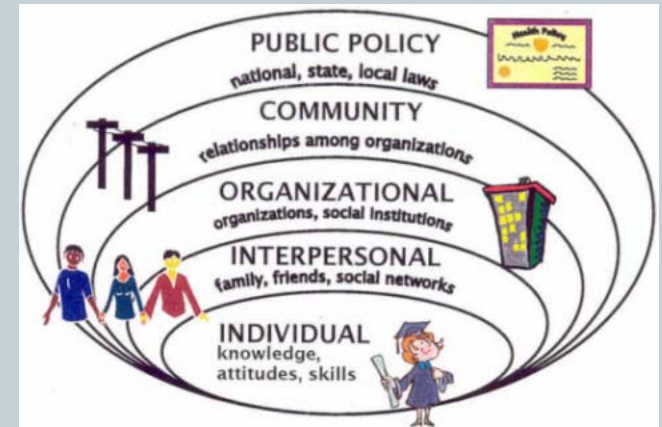 Health Policy
PUBLIC POLICY
national, state, local laws
COMMUNITY
relationships among organizations
ORGANIZATIONAL
organizations, social institutions
INTERPERSONAL
family, friends, social networks
INDIVIDUAL
knowledge,
attitudes, skills